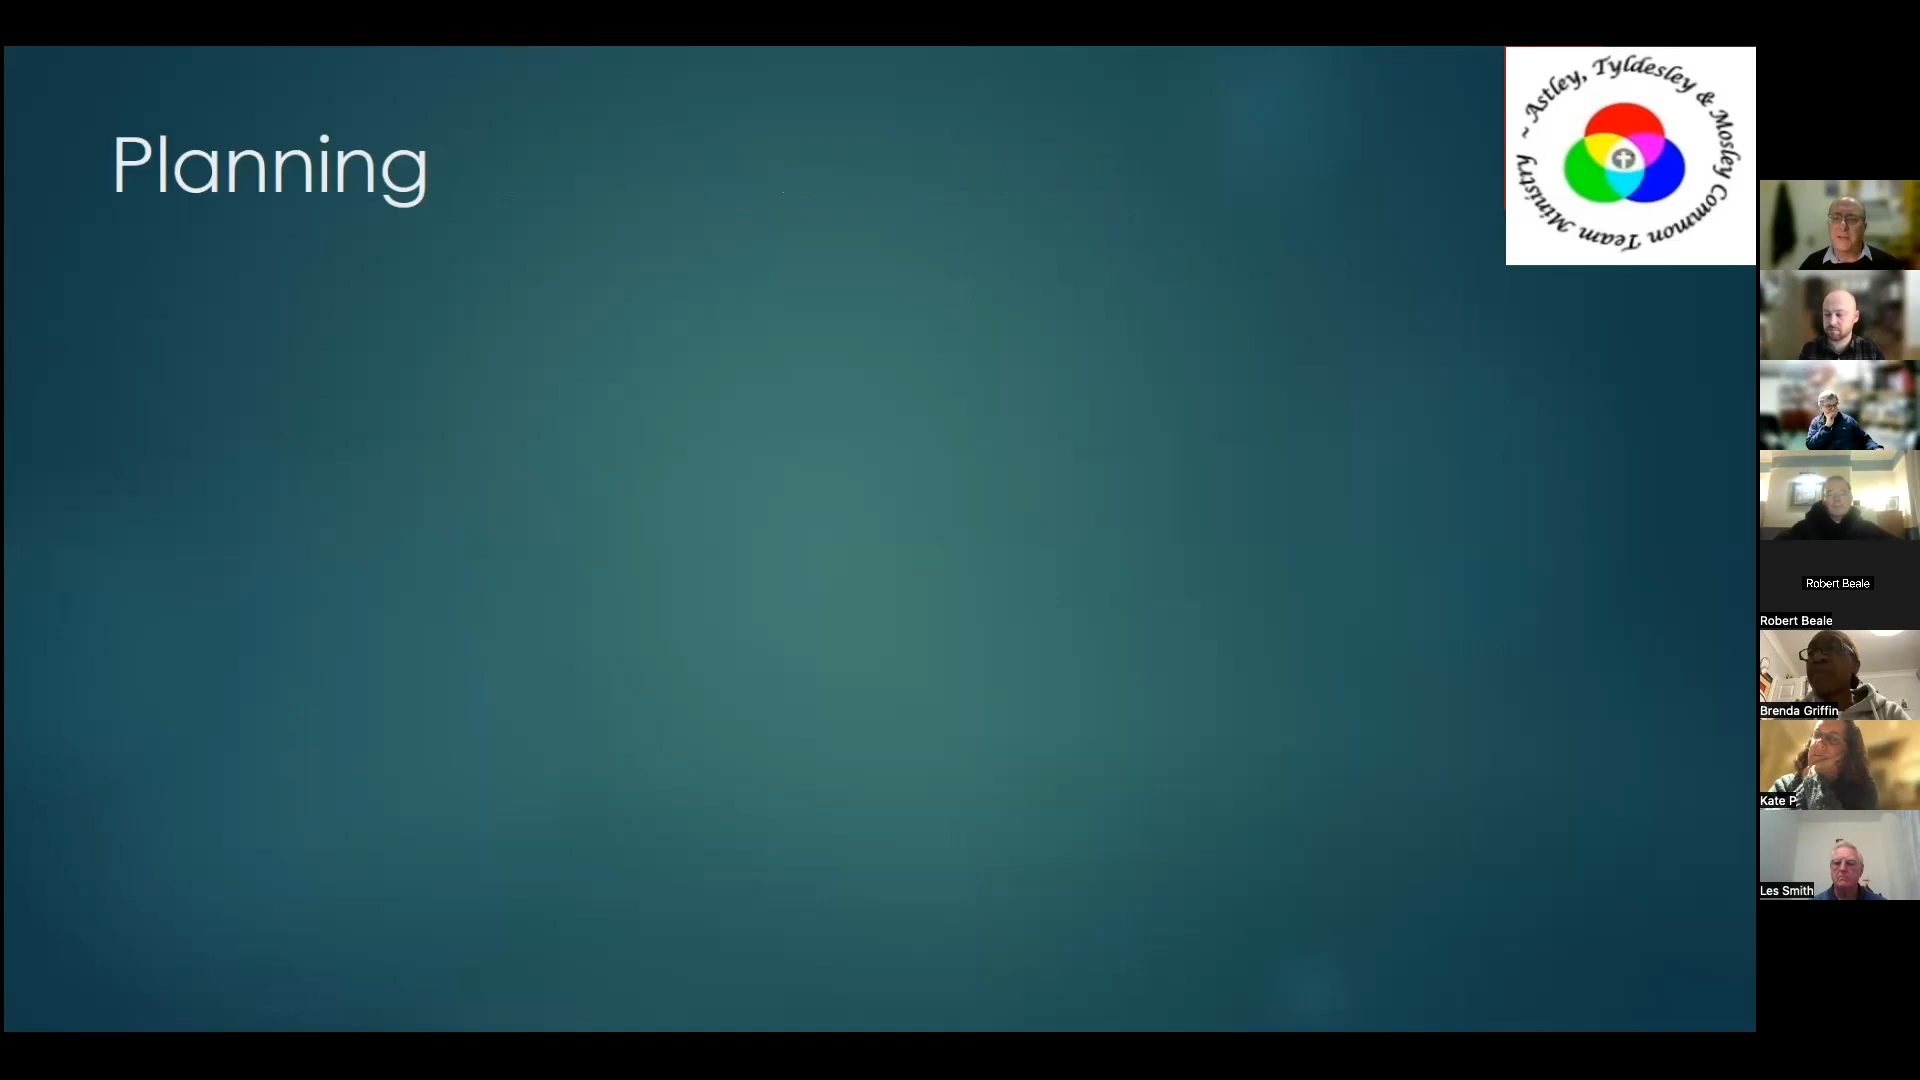 Planning
~ Astley, Tyldesley & Mosley Common Team Ministry
Robert Beale
Robert Beale
Brenda Griffin
Kate P
Les Smith